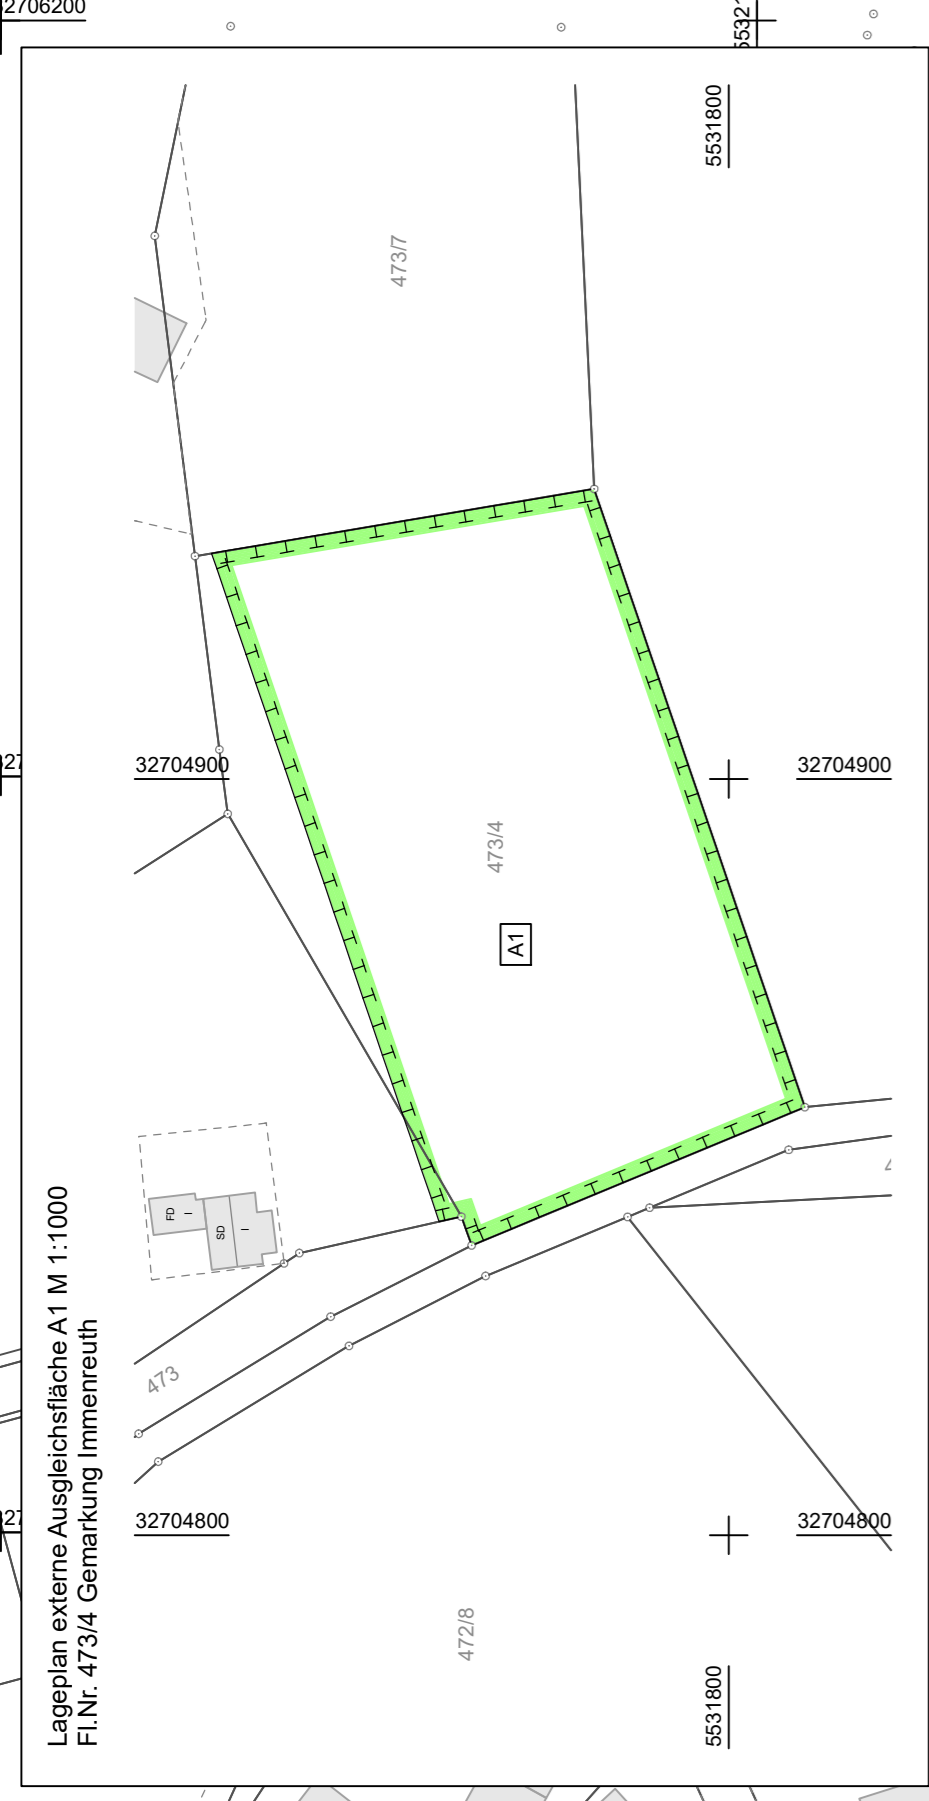 Lageplan externe Ausgleichsfläche A1 M 1:1000
Fl.Nr. 473/4 Gemarkung Immenreuth
32706200
5531800
473/7
32704900
32704900
473/4
A1
FD
I
SD
I
473
32704800
32704800
472/8
5531800